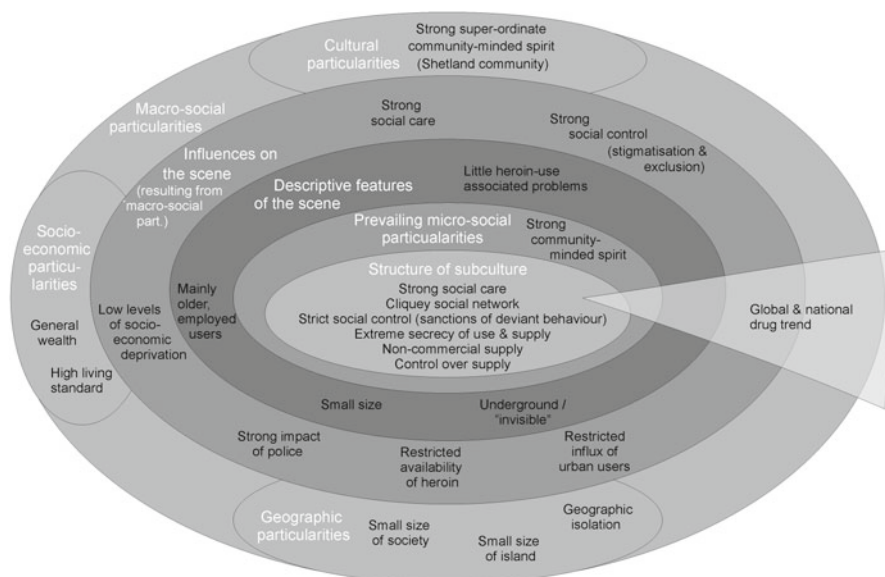 Cultural
particularities
Strong super-ordinate
community-minded spirit
(Shetland community)
Macro-social
particularities
Strong
social care
Strong
social control
(stigmatisation &
exclusion)
Influences on
the scene
(resulting from
macro-social
part.)
Descriptive features
of the scene
Little heroin-use
associated problems
Prevailing micro-social
particualarities
Strong
community-
minded spirit
Socio-
economic
particu-
larities
General
wealth
High living
standard
Low levels
of socio-
economic
deprivation
Mainly
older,
employed
users
Structure of subculture
Strong social care
Cliquey social network
Strict social control (sanctions of deviant behaviour)
Extreme secrecy of use & supply
Non-commercial supply
Control over supply
Global & national
drug trend
Small size
Underground /
"invisible"
Strong impact
of police
Restricted
availability
of heroin
Restricted
influx of
urban users
Geographic
particularities
Small size
of society
Small size
of island
Geographic
isolation